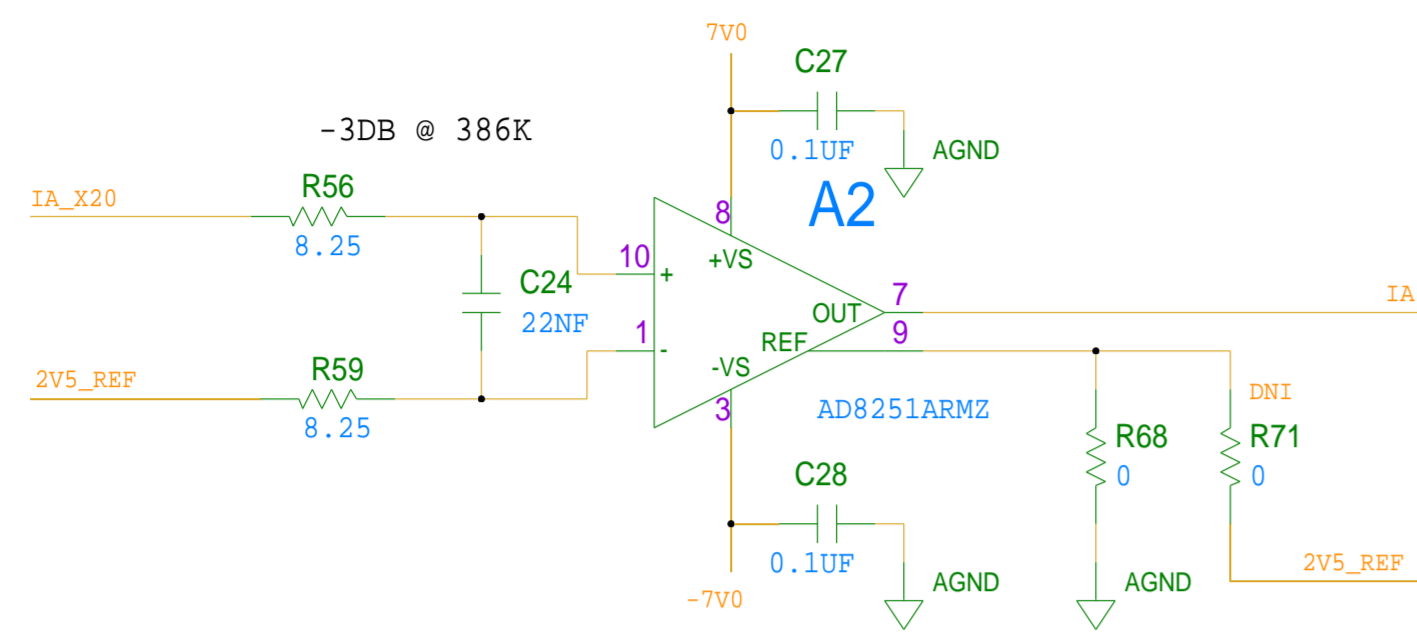 7V0
C27
-3DB @ 386K
0.1UF
AGND
R56
IA_X20
A2
8
8.25
+VS
10
+
C24
7
IA
OUT
22NF
1
9
REF
-
R59
-VS
2V5_REF
DNI
3
AD8251ARMZ
8.25
R68
R71
C28
0
0
0.1UF
2V5_REF
-7V0
AGND
AGND